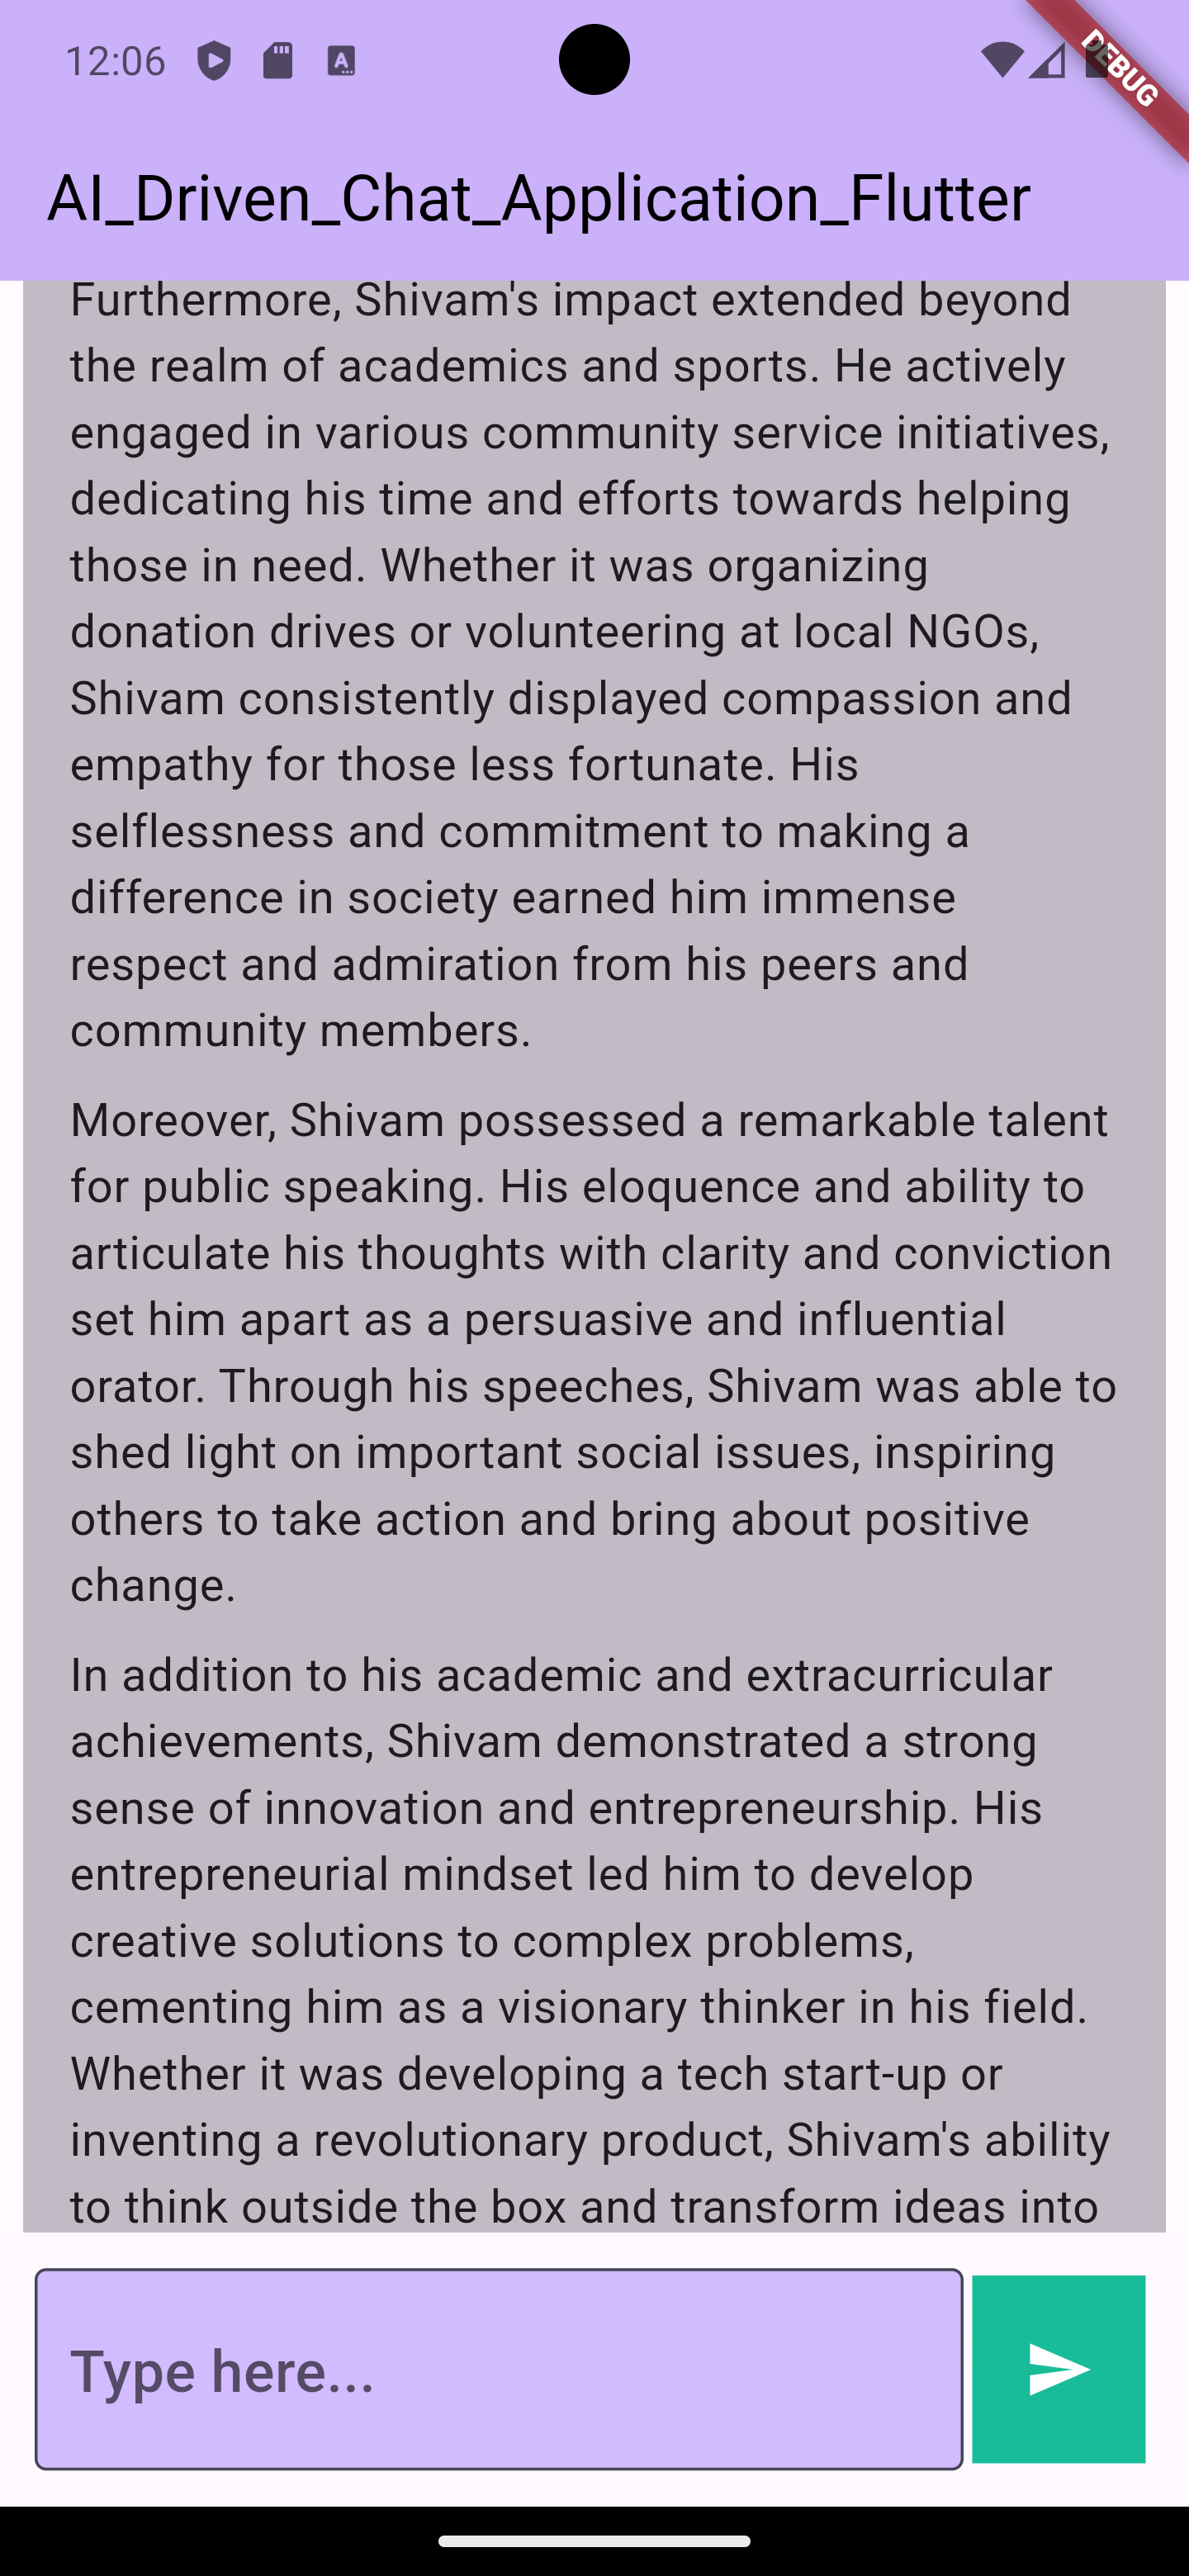 12:06
DEBUG
AI_Driven_Chat_Application_Flutter
Furthermore, Shivam's impact extended beyond
the realm of academics and sports. He actively
engaged in various community service initiatives,
dedicating his time and efforts towards helping
those in need. Whether it was organizing
donation drives or volunteering at local NGOs,
Shivam consistently displayed compassion and
empathy for those less fortunate. His
selflessness and commitment to making a
difference in society earned him immense
respect and admiration from his peers and
community members.
Moreover, Shivam possessed a remarkable talent
for public speaking. His eloquence and ability to
articulate his thoughts with clarity and conviction
set him apart as a persuasive and influential
orator. Through his speeches, Shivam was able to
shed light on important social issues, inspiring
others to take action and bring about positive
change.
In addition to his academic and extracurricular
achievements, Shivam demonstrated a strong
sense of innovation and entrepreneurship. His
entrepreneurial mindset led him to develop
creative solutions to complex problems,
cementing him as a visionary thinker in his field.
Whether it was developing a tech start-up or
inventing a revolutionary product, Shivam's ability
to think outside the box and transform ideas into
Type here...